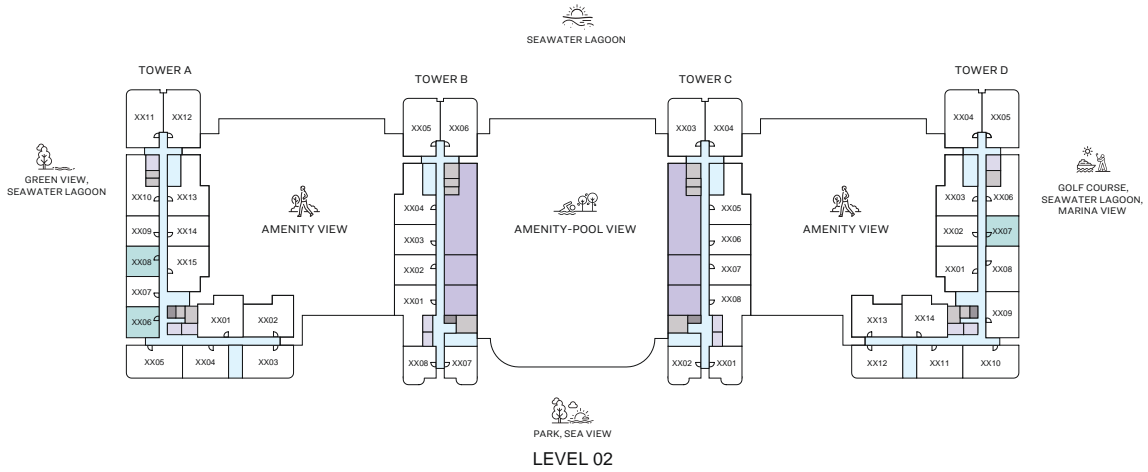 SEAWATER LAGOON
TOWER A
TOWER B
TOWER C
TOWER D
XX11
XX12
XX05
XX06
XX03
XX04
XX04
XX05
GREEN VIEW,
SEAWATER LAGOON
GOLF COURSE,
SEAWATER LAGOON,
MARINA VIEW
XX10
XX13
XX04
XX05
XX03
XX06
AMENITY VIEW
AMENITY-POOL VIEW
AMENITY VIEW
XX09
XX14
XX03
XX06
XX02
XX07
XX08
XX15
XX02
XX07
XX01
XX08
XX07
XX01
XX08
XX06
XX01
XX02
XX13
XX14
XX09
XX05
XX04
XX03
XX08
XX07
XX02
XX01
XX12
XX11
XX10
PARK, SEA VIEW
LEVEL 02